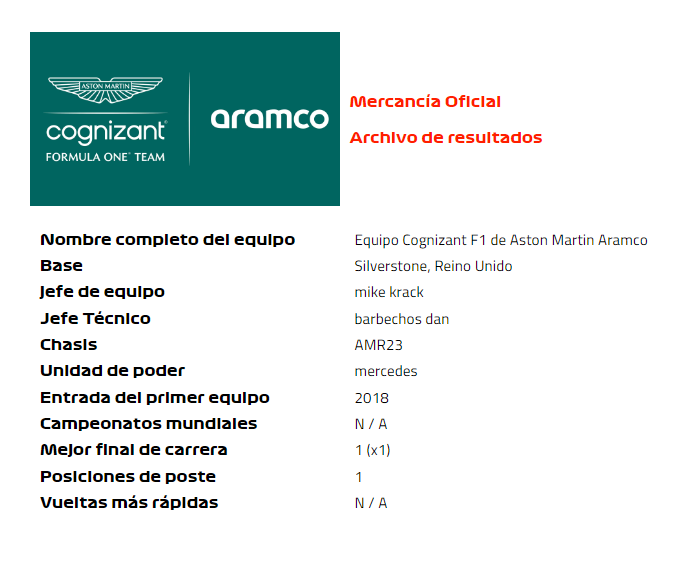 ASTON MARTIN
cognizant
FORMULA ONE™ TEAM
aramco
Mercancía Oficial
Archivo de resultados
Nombre completo del equipo Equipo Cognizant F1 de Aston Martin Aramco
Base Silverstone, Reino Unido
Jefe de equipo mike krack
Jefe Técnico barbechos dan
Chasis AMR23
Unidad de poder mercedes
Entrada del primer equipo 2018
Campeonatos mundiales N / A
Mejor final de carrera 1 (x1)
Posiciones de poste 1
Vueltas más rápidas N / A